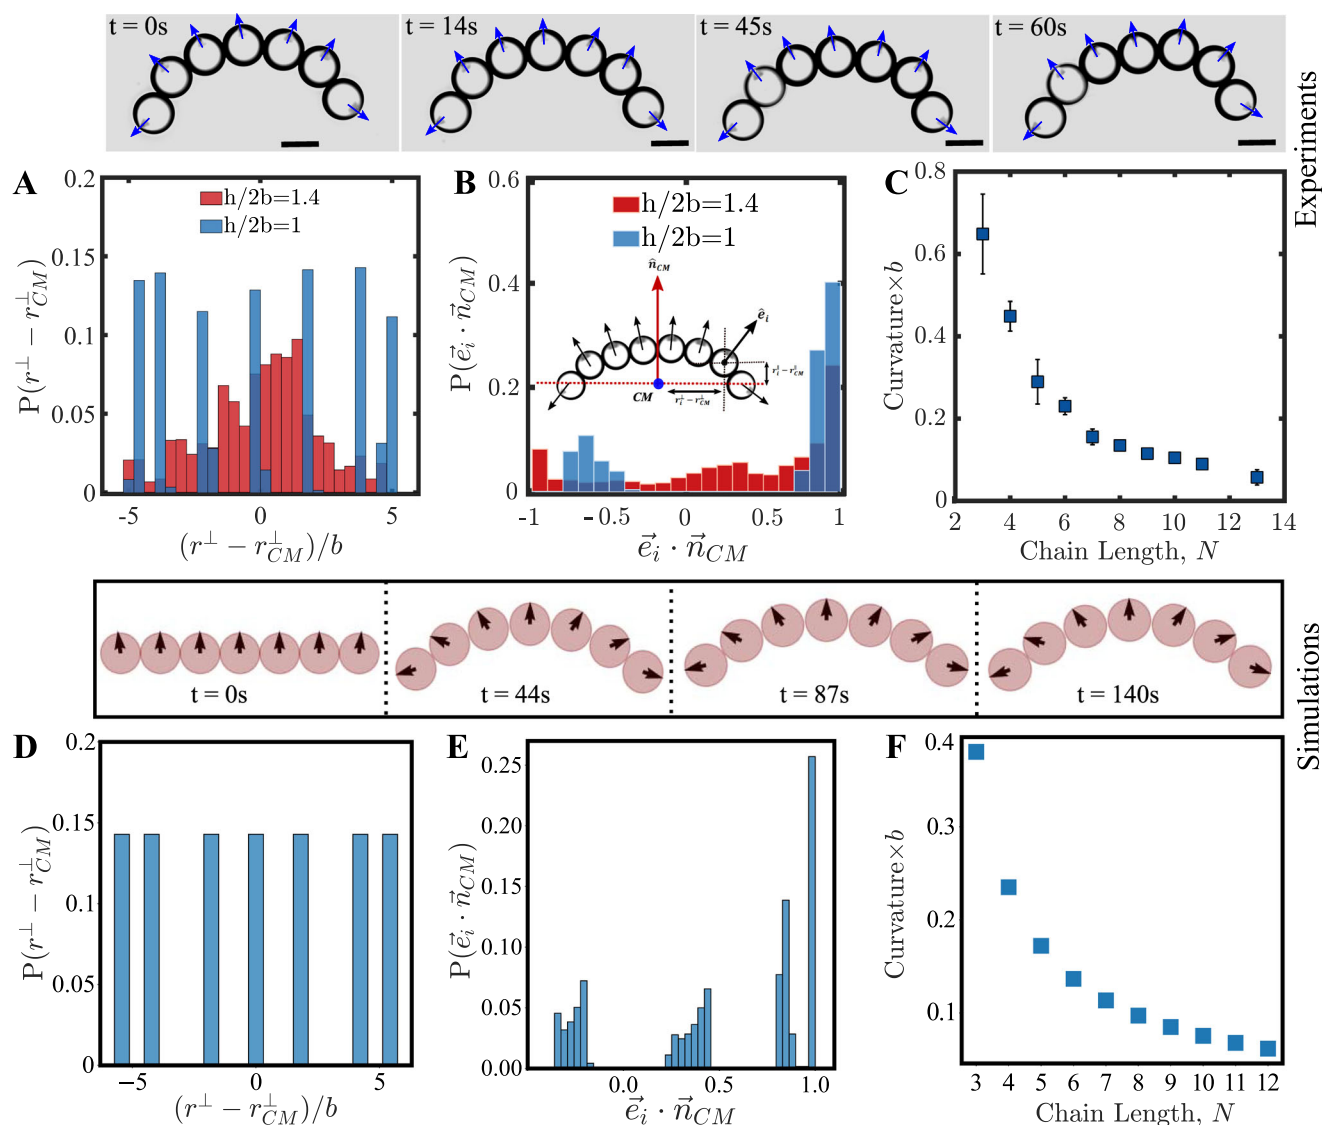 t = 0s
t = 14s
t = 45s
t = 60s
Experiments
A
0.2
0.15
0.1
0.05
0
-5
0
5
P(r⊥ − r⊥CM)
(r⊥ − r⊥CM)/b
h/2b=1.4
h/2b=1
B
0.6
0.4
0.2
0
-1
-0.5
0
0.5
1
P(e⃗i · n⃗CM)
e⃗i · n⃗CM
h/2b=1.4
h/2b=1
n̂CM
êi
CM
C
0.8
0.6
0.4
0.2
0
2
4
6
8
10
12
14
Curvature×b
Chain Length, N
t = 0s
t = 44s
t = 87s
t = 140s
Simulations
D
0.2
0.15
0.1
0.05
0
−5
0
5
P(r⊥ − r⊥CM)
(r⊥ − r⊥CM)/b
E
0.25
0.20
0.15
0.10
0.05
0.00
0.0
0.5
1.0
P(e⃗i · n⃗CM)
e⃗i · n⃗CM
F
0.4
0.3
0.2
0.1
3
4
5
6
7
8
9
10
11
12
Curvature×b
Chain Length, N